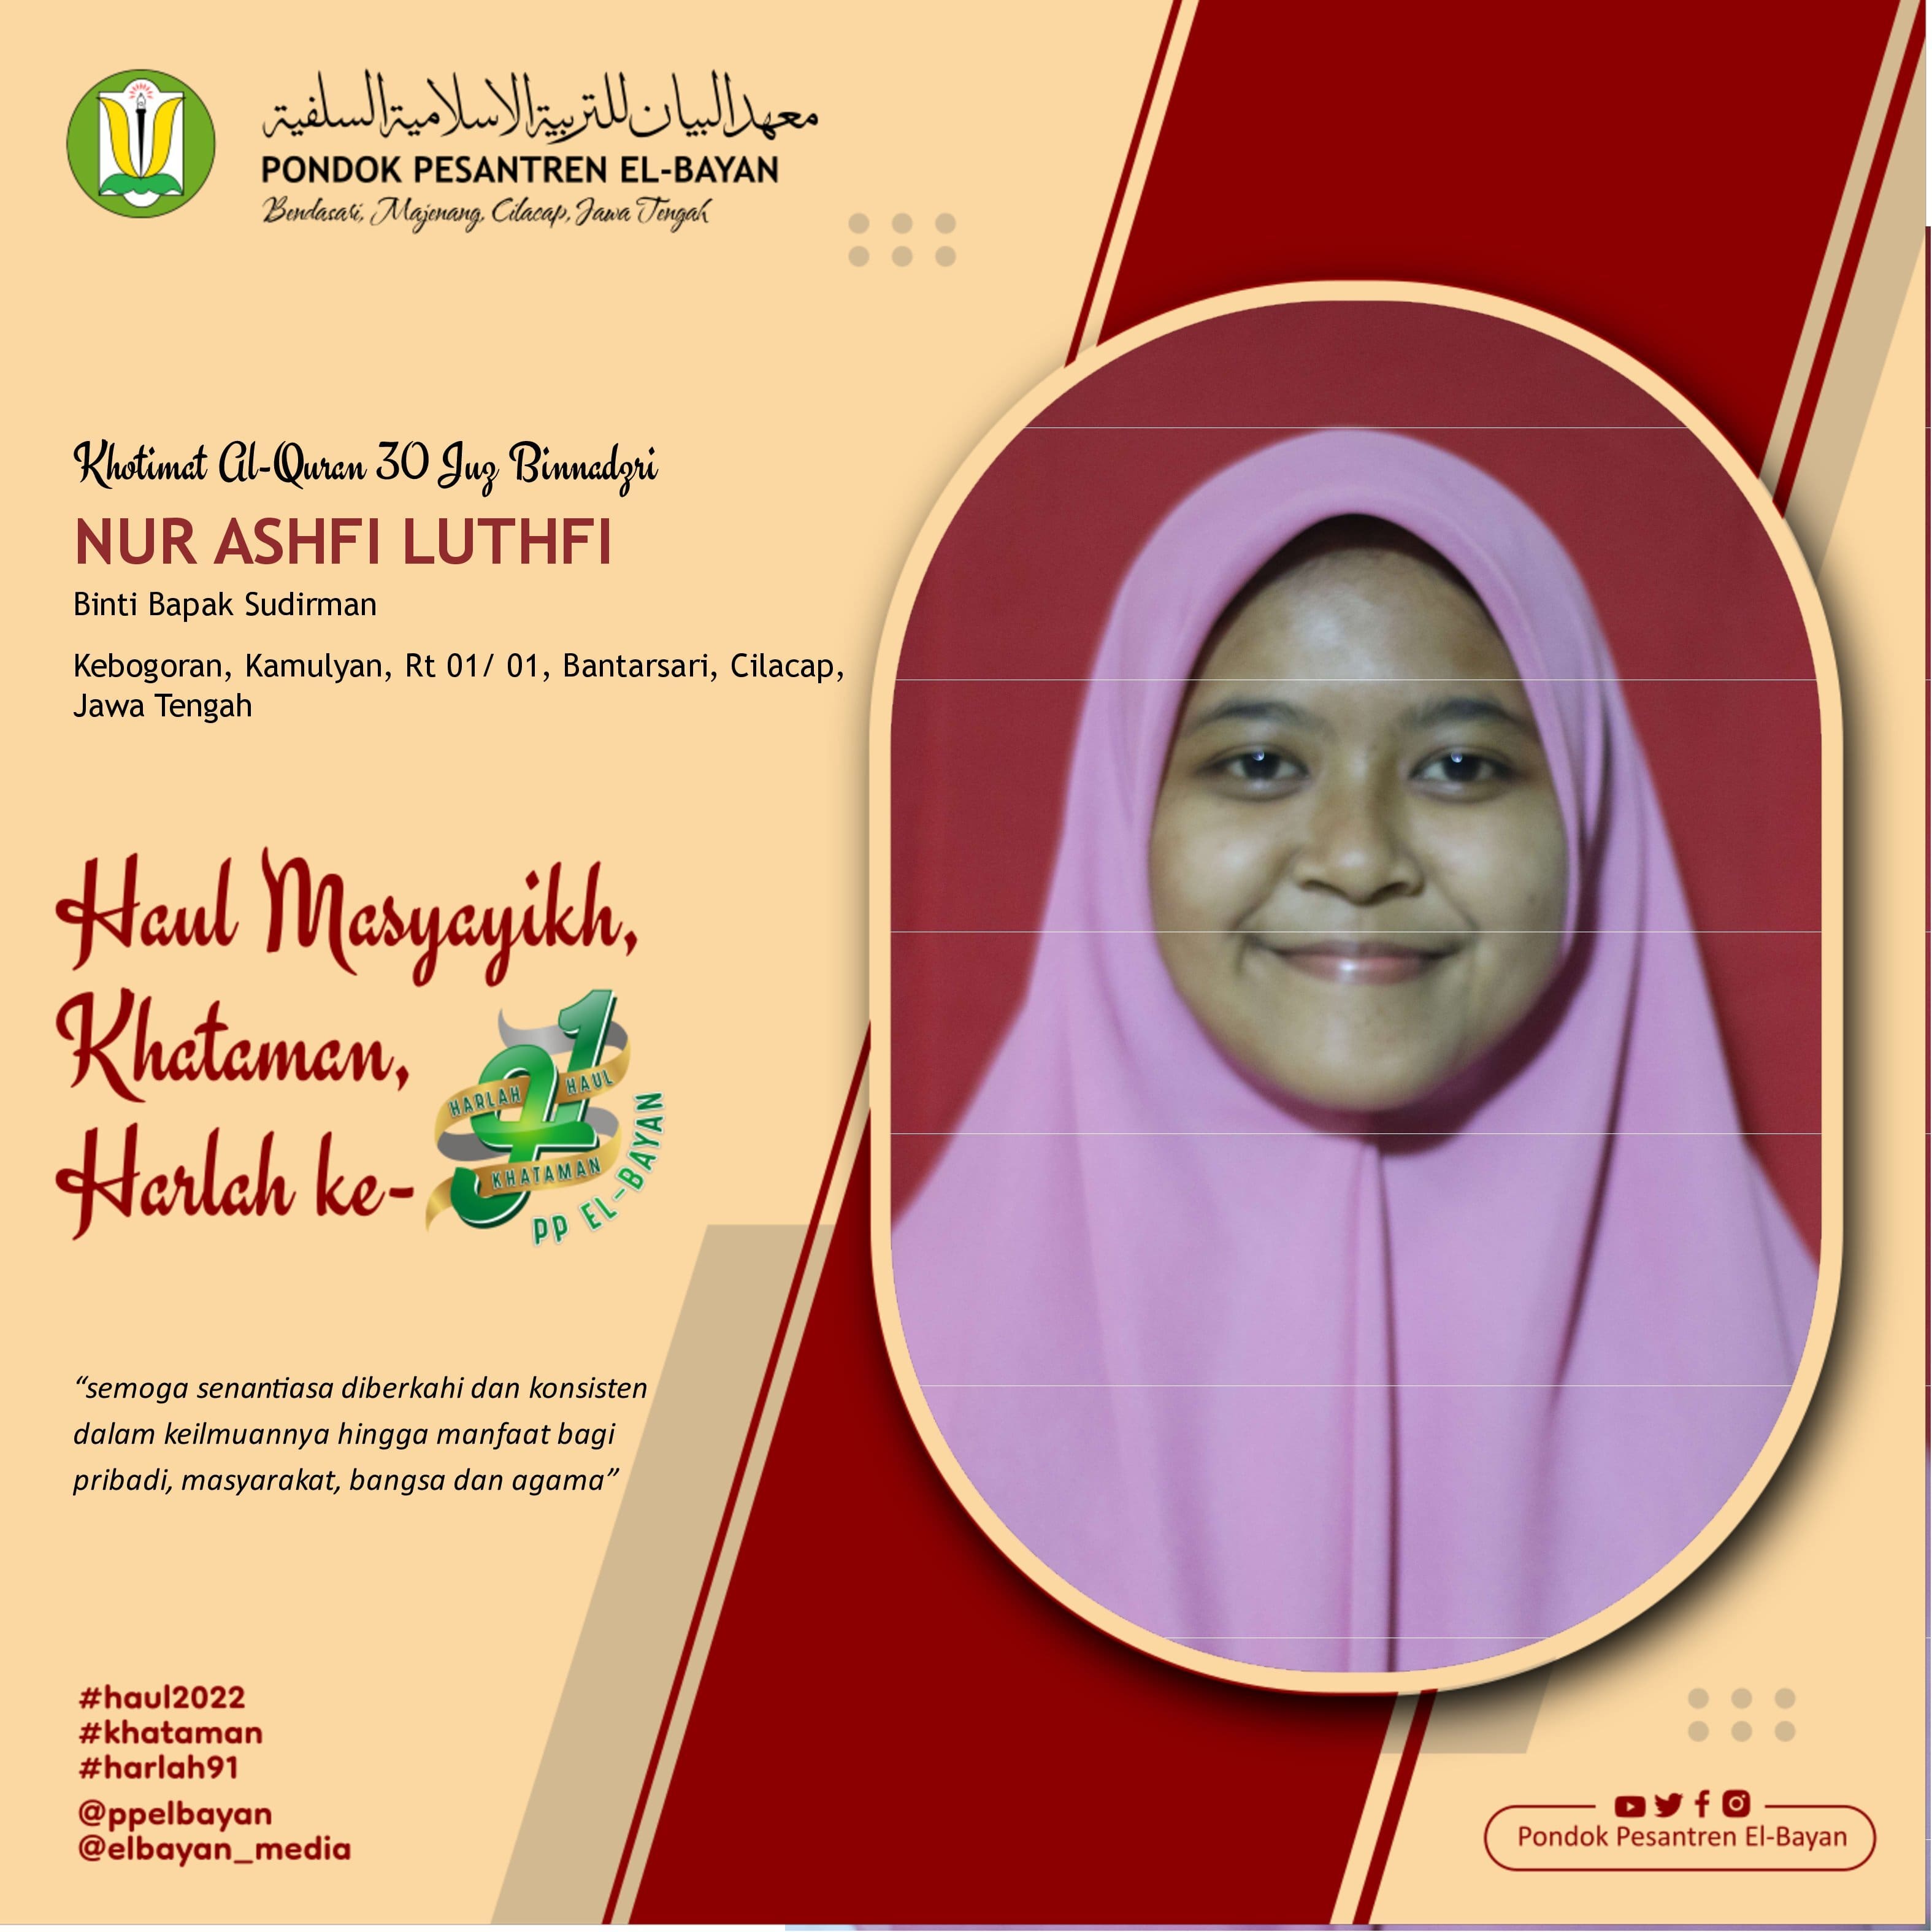 معهد البيان للتربية الاسلامية السلفية
PONDOK PESANTREN EL-BAYAN
Bendasari, Majenang, Cilacap, Jawa Tengah
Khotimat Al-Quran 30 Juz Binnadzri
NUR ASHFI LUTHFI
Binti Bapak Sudirman
Kebogoran, Kamulyan, Rt 01/ 01, Bantarsari, Cilacap,
Jawa Tengah
Haul Masyayikh,
Khataman,
Harlah ke-
91
HARLAH HAUL
KHATAMAN
PP EL-BAYAN
“semoga senantiasa diberkahi dan konsisten
dalam keilmuannya hingga manfaat bagi
pribadi, masyarakat, bangsa dan agama”
#haul2022
#khataman
#harlah91
@ppelbayan
@elbayan_media
Pondok Pesantren El-Bayan